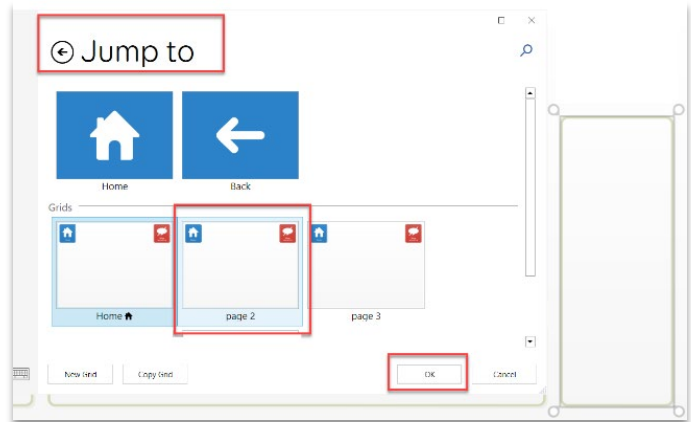 Jump to
Home
Back
Grids
Home
page 2
page 3
New Grid
Copy Grid
OK
Cancel